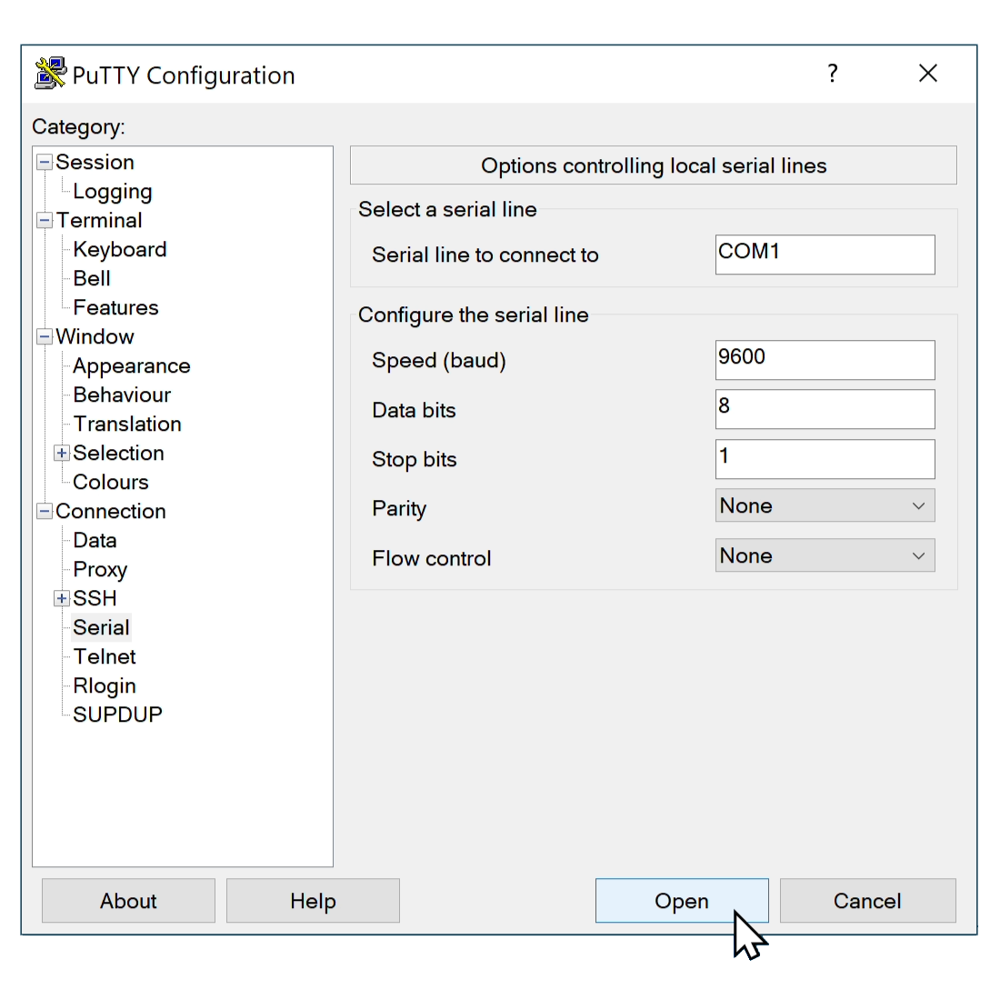 PuTTY Configuration
?
Category:
Session
Logging
Terminal
Keyboard
Bell
Features
Window
Appearance
Behaviour
Translation
Selection
Colours
Connection
Data
Proxy
SSH
Serial
Telnet
Rlogin
SUPDUP
Options controlling local serial lines
Select a serial line
Serial line to connect to COM1
Configure the serial line
Speed (baud) 9600
Data bits 8
Stop bits 1
Parity None
Flow control None
About Help Open Cancel